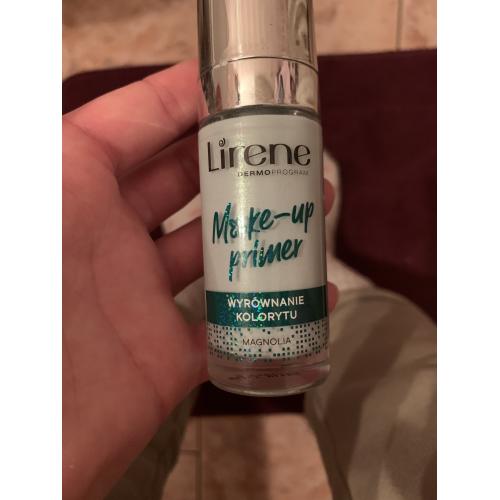 Lirene
DERMOPROGRAM
Make-up
primer
WYRÓWNANIE
KOLORYTU
MAGNOLIA